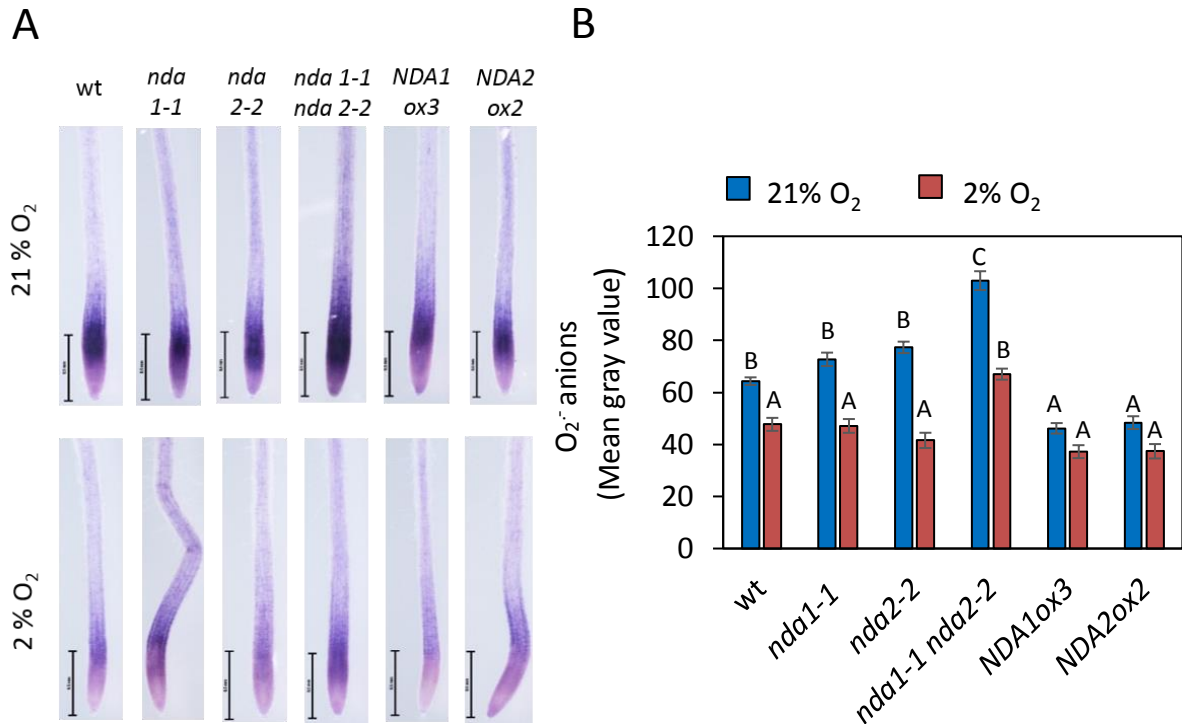 A
wt
nda
1-1
nda
2-2
nda 1-1
nda 2-2
NDA1
ox3
NDA2
ox2
21 % O₂
2 % O₂
B
21% O₂
2% O₂
O₂·⁻ anions
(Mean gray value)
120
100
80
60
40
20
0
B
A
B
A
B
A
C
B
A
A
A
A
wt
nda1-1
nda2-2
nda1-1 nda2-2
NDA1ox3
NDA2ox2